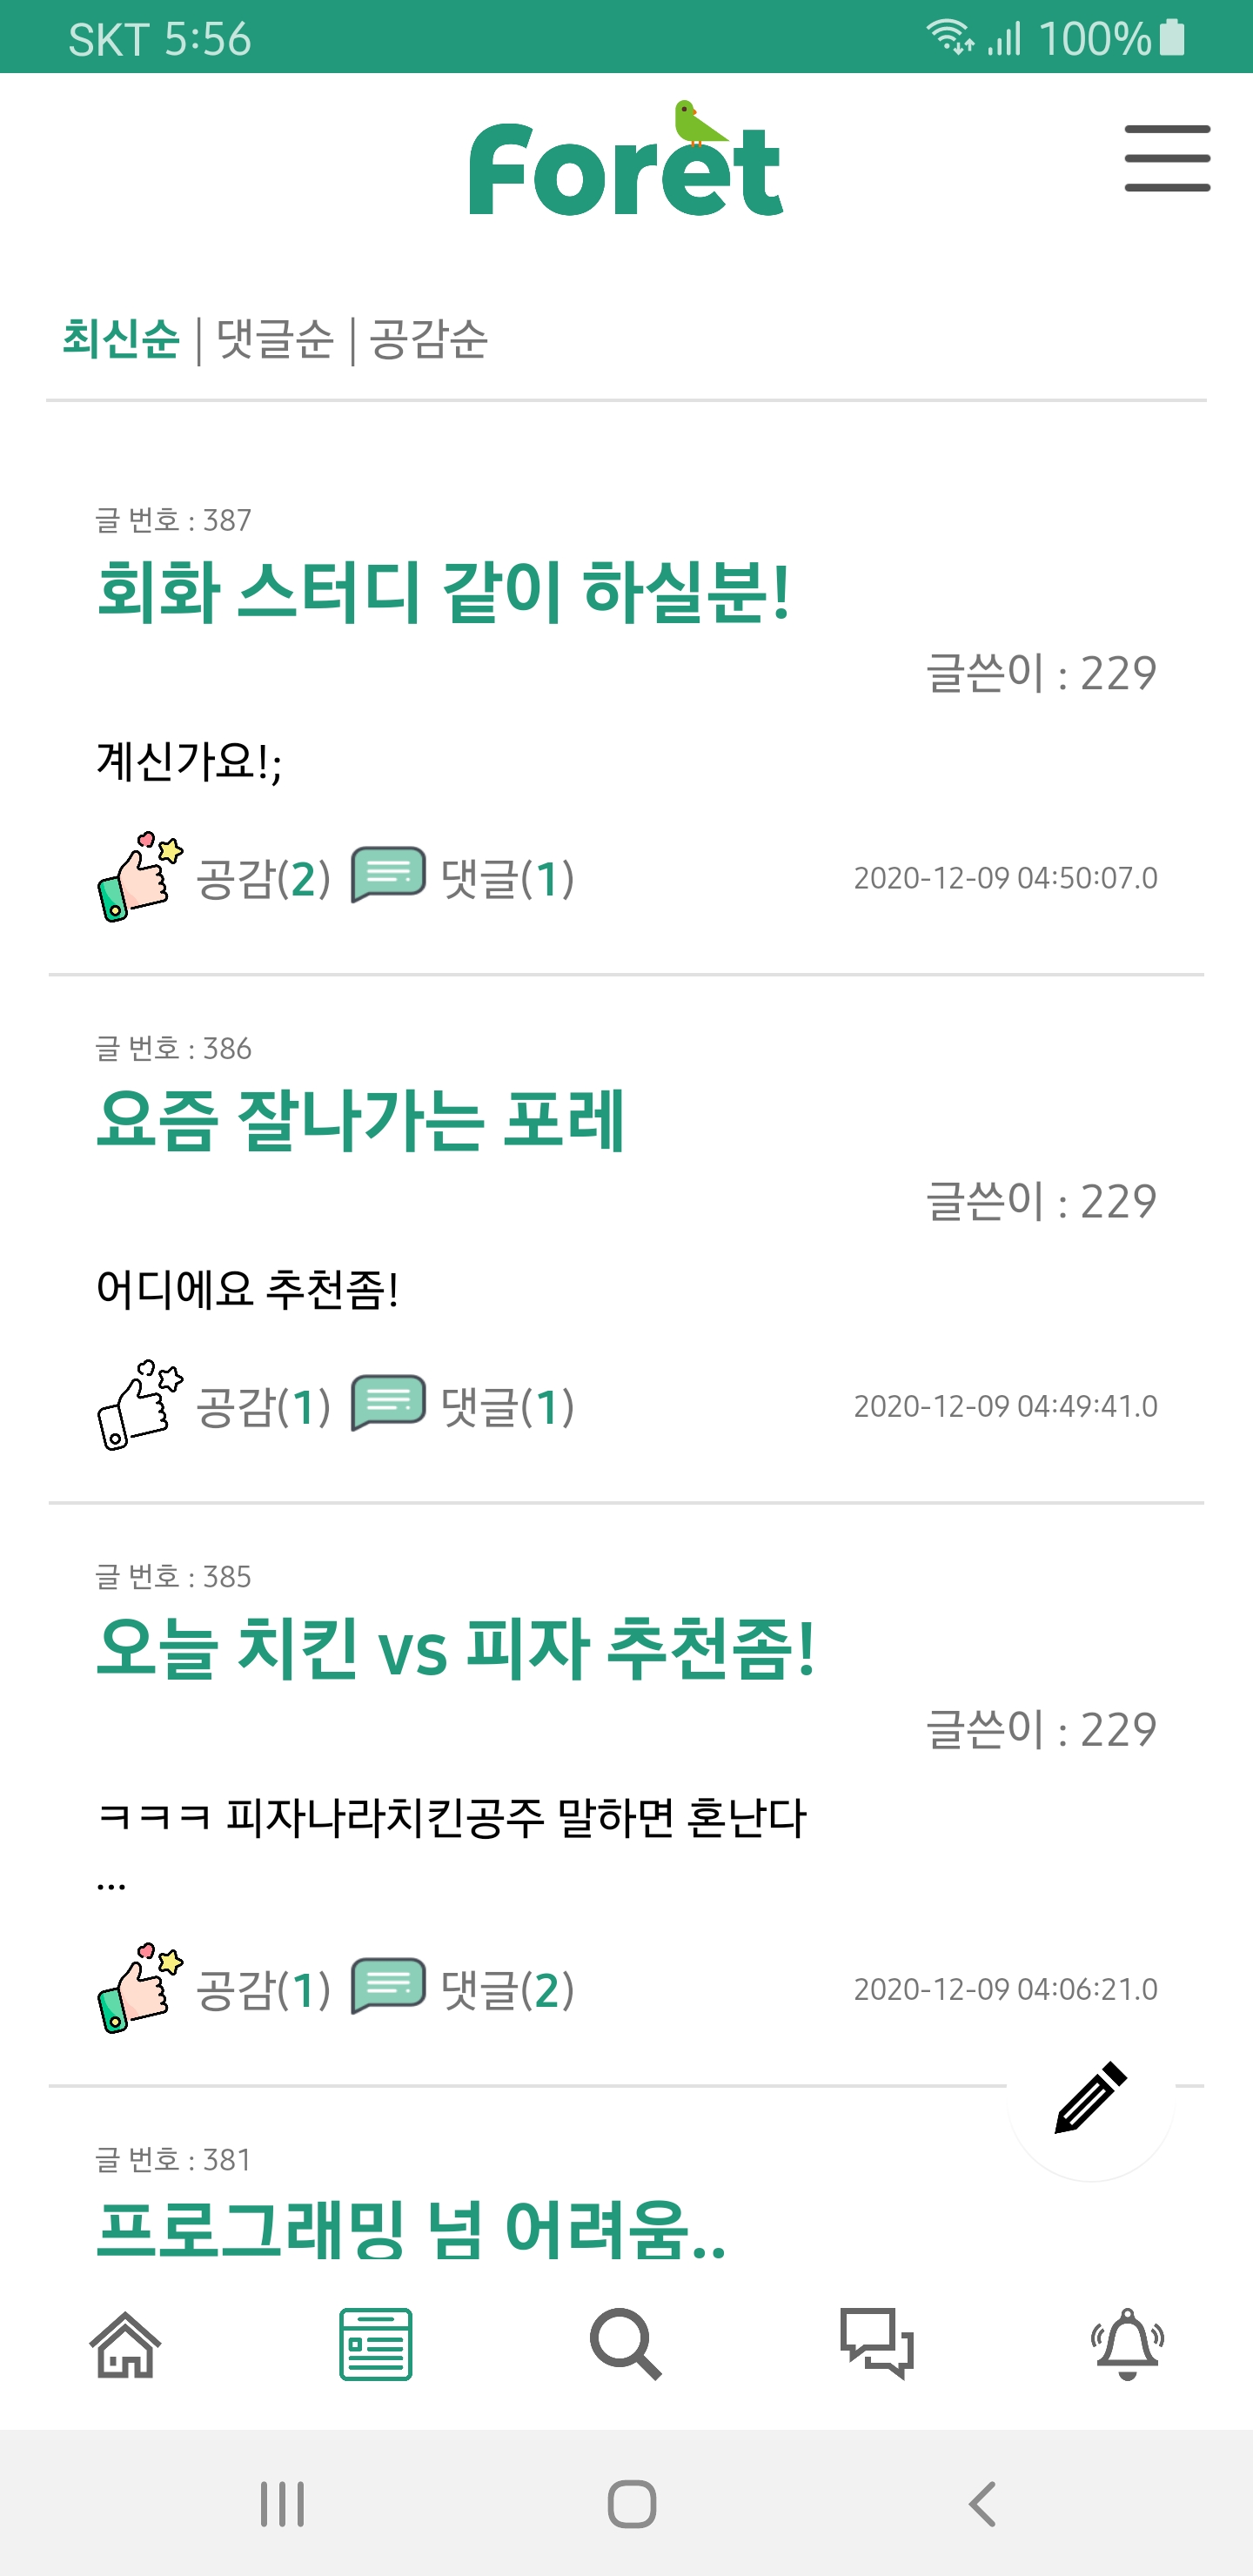 SKT 5:56 100%
Foret
최신순 | 댓글순 | 공감순
글 번호 : 387
회화 스터디 같이 하실분!
글쓴이 : 229
계신가요!;
공감(2) 댓글(1) 2020-12-09 04:50:07.0
글 번호 : 386
요즘 잘나가는 포레
글쓴이 : 229
어디에요 추천좀!
공감(1) 댓글(1) 2020-12-09 04:49:41.0
글 번호 : 385
오늘 치킨 vs 피자 추천좀!
글쓴이 : 229
ㅋㅋㅋ 피자나라치킨공주 말하면 혼난다
...
공감(1) 댓글(2) 2020-12-09 04:06:21.0
글 번호 : 381
프로그래밍 넘 어려움..